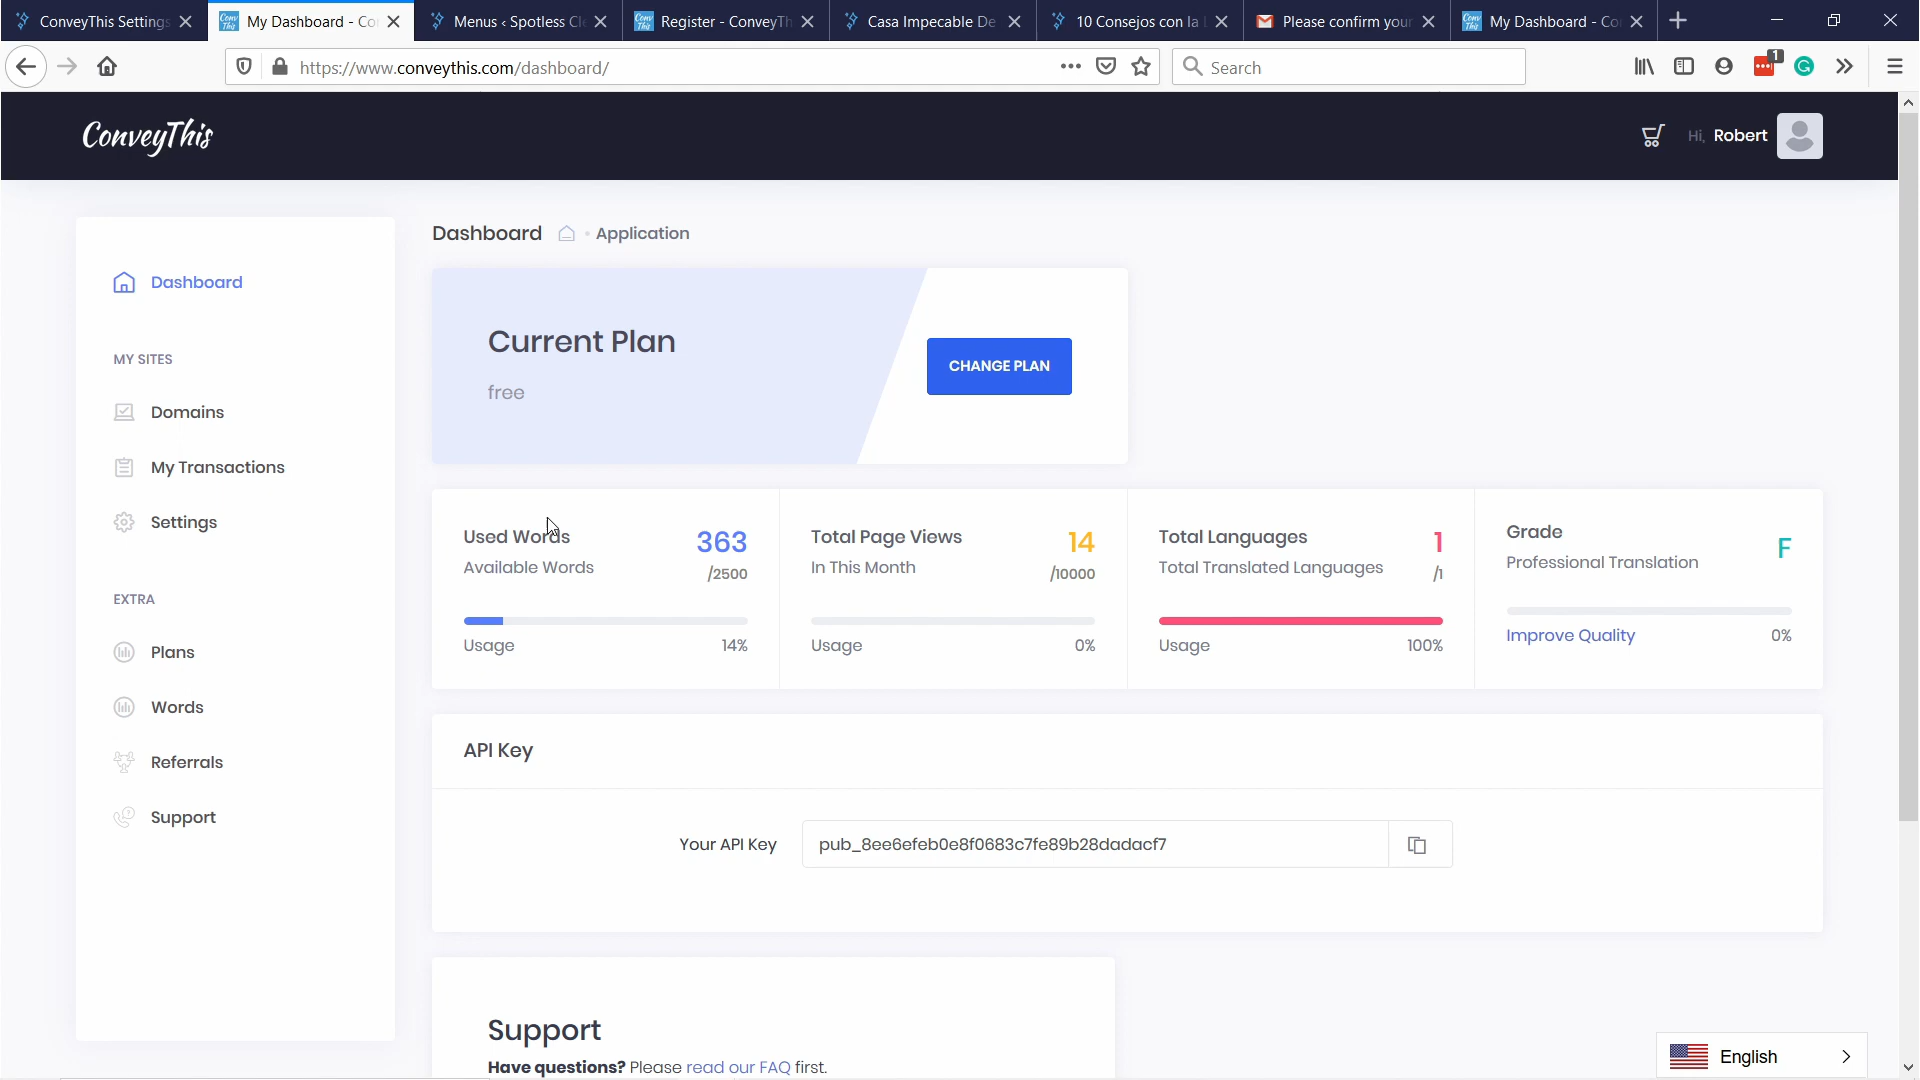 ConveyThis Settings
My Dashboard - Co
Menus ‹ Spotless Cl
Register - ConveyTh
Casa Impecable De
10 Consejos con la
Please confirm your
My Dashboard - Co
https://www.conveythis.com/dashboard/
Search
1
ConveyThis
Hi, Robert
Dashboard
MY SITES
Domains
My Transactions
Settings
EXTRA
Plans
Words
Referrals
Support
Dashboard • Application
Current Plan
free
CHANGE PLAN
Used Words
Available Words
363
/2500
Usage 14%
Total Page Views
In This Month
14
/10000
Usage 0%
Total Languages
Total Translated Languages
1
/1
Usage 100%
Grade
Professional Translation
F
Improve Quality 0%
API Key
Your API Key
pub_8ee6efeb0e8f0683c7fe89b28dadacf7
Support
Have questions? Please read our FAQ first.
English